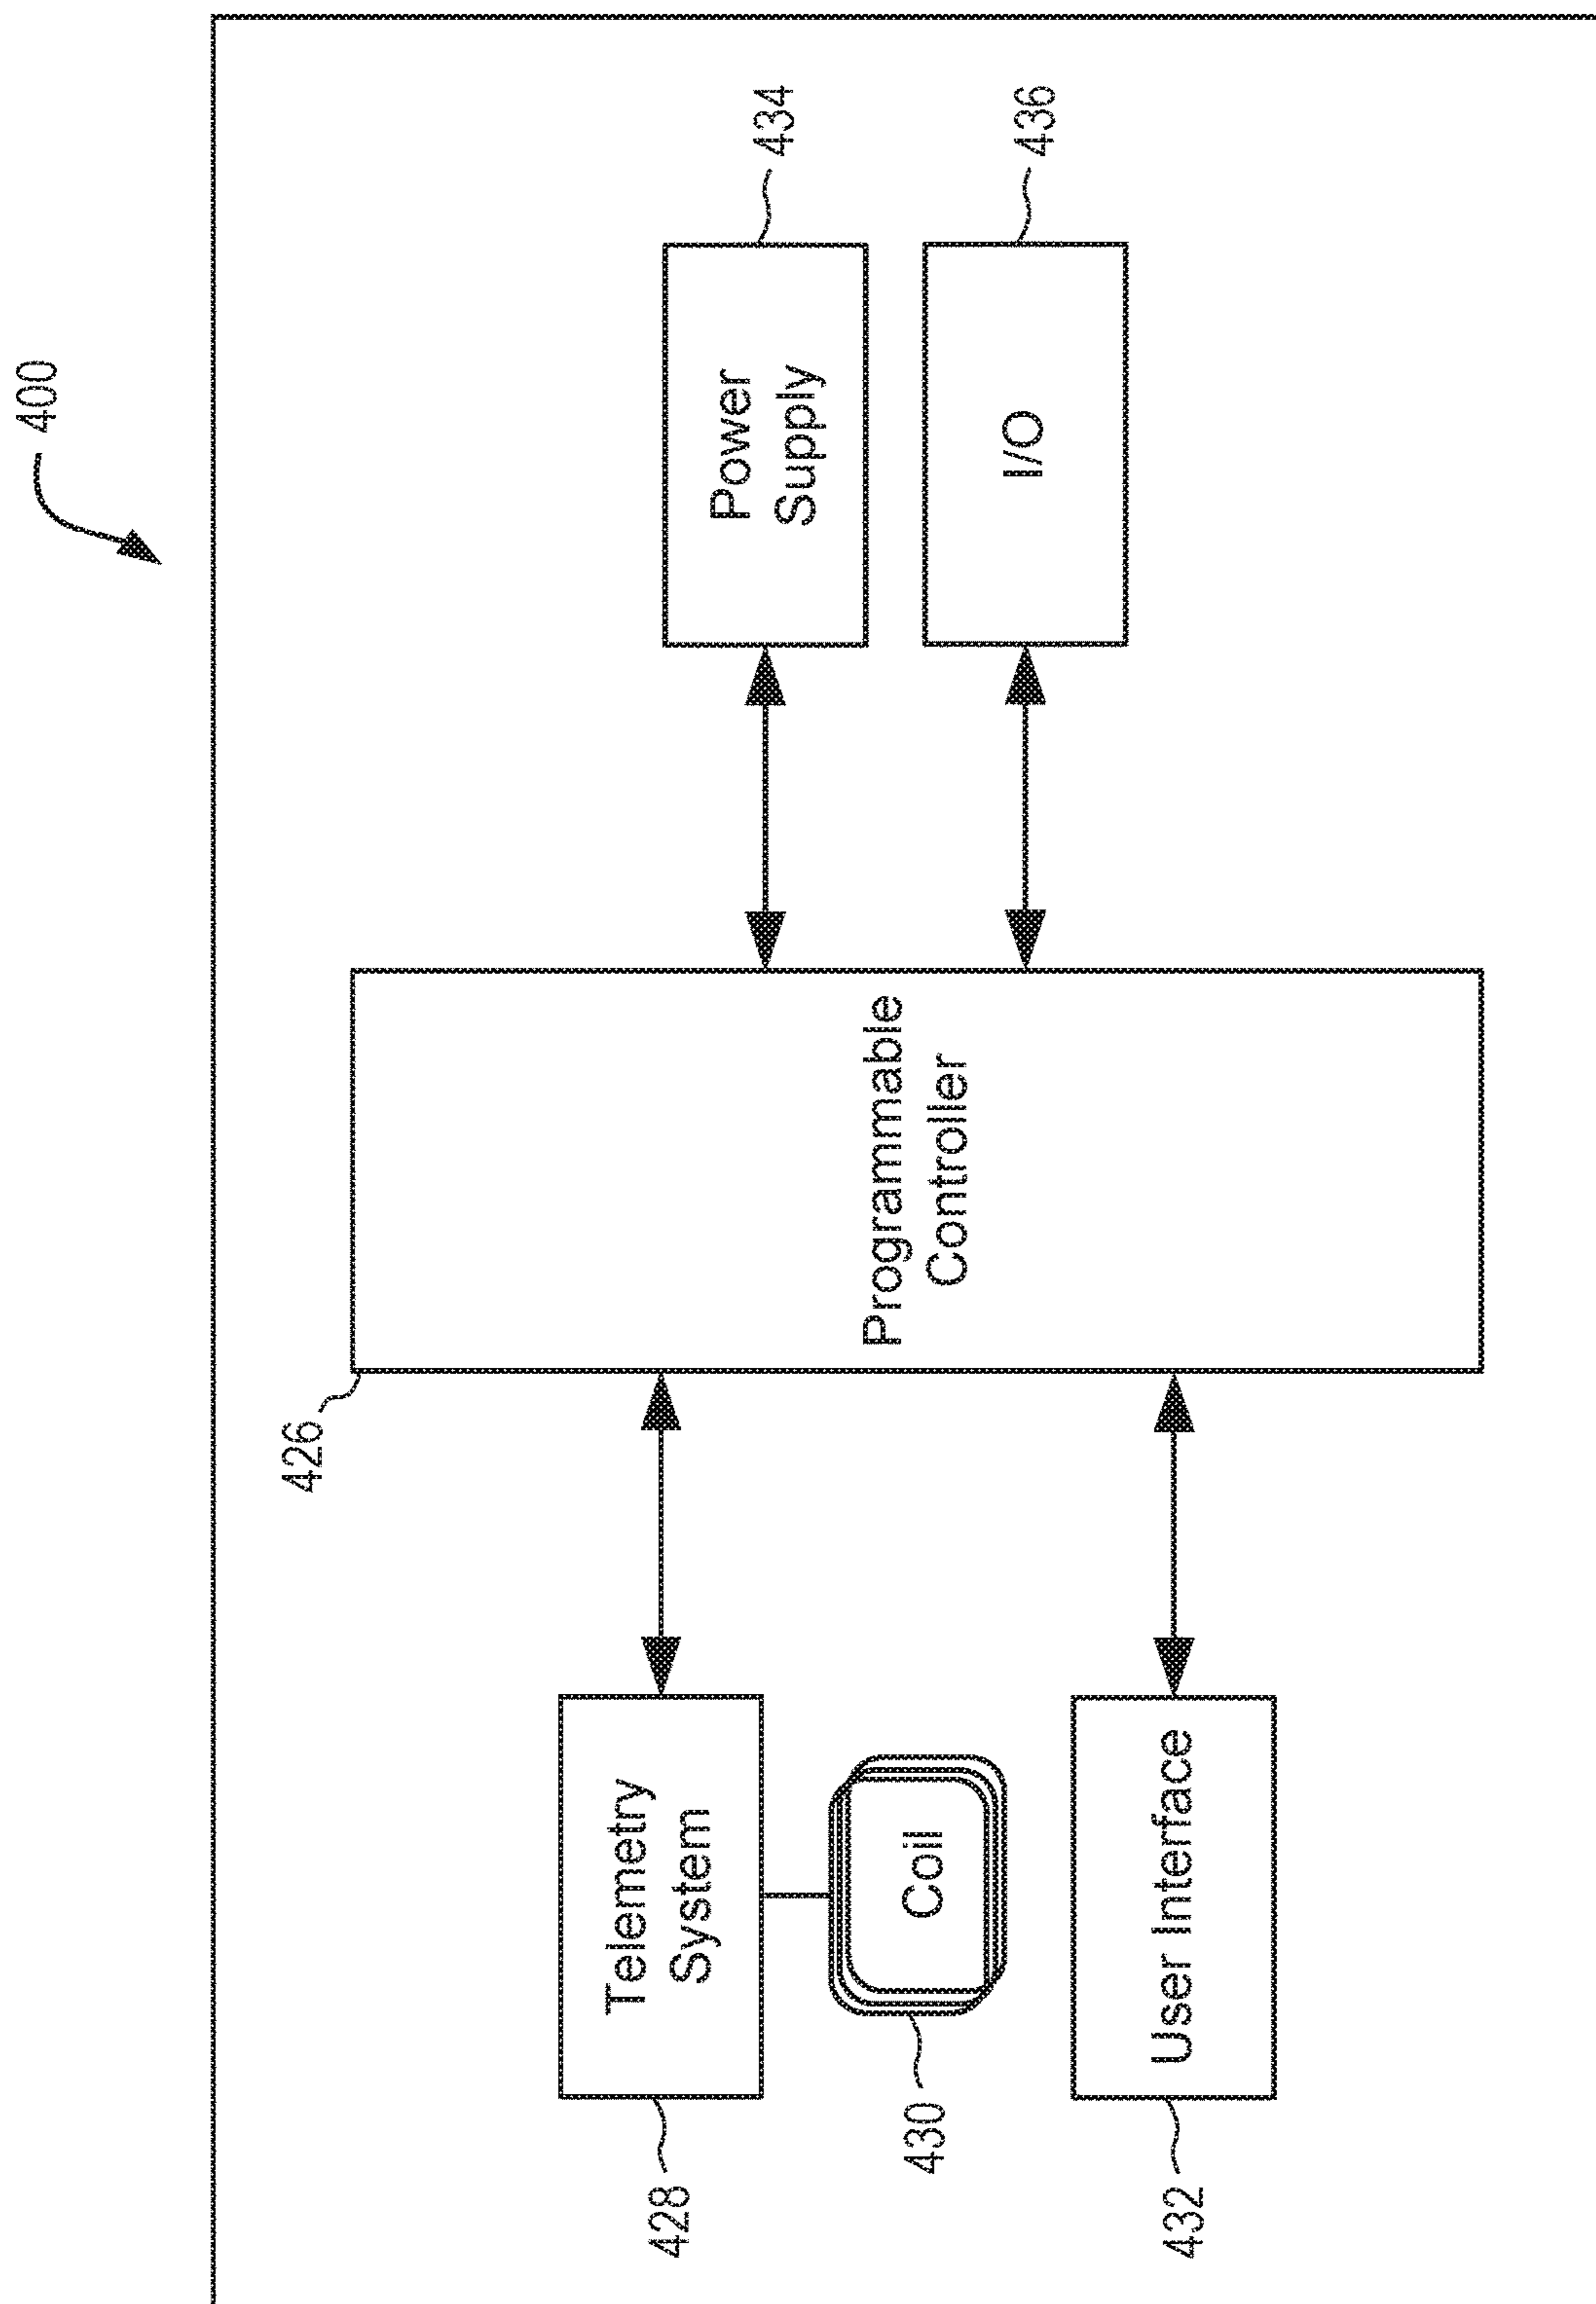 400
426
428
Telemetry
System
430
Coil
432
User Interface
Programmable
Controller
Power
Supply
434
I/O
436